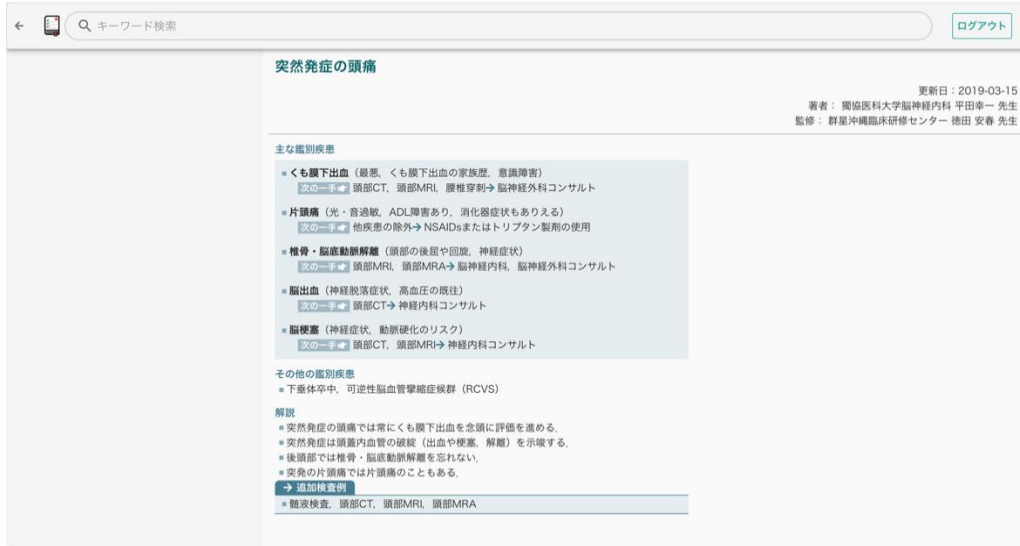 キーワード検索
ログアウト
突然発症の頭痛
更新日：2019-03-15
著者： 獨協医科大学脳神経内科 平田幸一 先生
監修： 群星沖縄臨床研修センター 徳田 安春 先生
主な鑑別疾患
くも膜下出血（最悪，くも膜下出血の家族歴，意識障害）
次の一手 頭部CT，頭部MRI，腰椎穿刺→ 脳神経外科コンサルト
片頭痛（光・音過敏，ADL障害あり，消化器症状もありえる）
次の一手 他疾患の除外→ NSAIDsまたはトリプタン製剤の使用
椎骨・脳底動脈解離（頭部の後屈や回旋，神経症状）
次の一手 頭部MRI，頭部MRA→ 脳神経内科，脳神経外科コンサルト
脳出血（神経脱落症状，高血圧の既往）
次の一手 頭部CT→ 神経内科コンサルト
脳梗塞（神経症状，動脈硬化のリスク）
次の一手 頭部CT，頭部MRI→ 神経内科コンサルト
その他の鑑別疾患
下垂体卒中，可逆性脳血管攣縮症候群（RCVS）
解説
突然発症の頭痛では常にくも膜下出血を念頭に評価を進める．
突然発症は頭蓋内血管の破綻（出血や梗塞，解離）を示唆する．
後頭部では椎骨・脳底動脈解離を忘れない．
突発の片頭痛では片頭痛のこともある．
→ 追加検査例
髄液検査，頭部CT，頭部MRI，頭部MRA